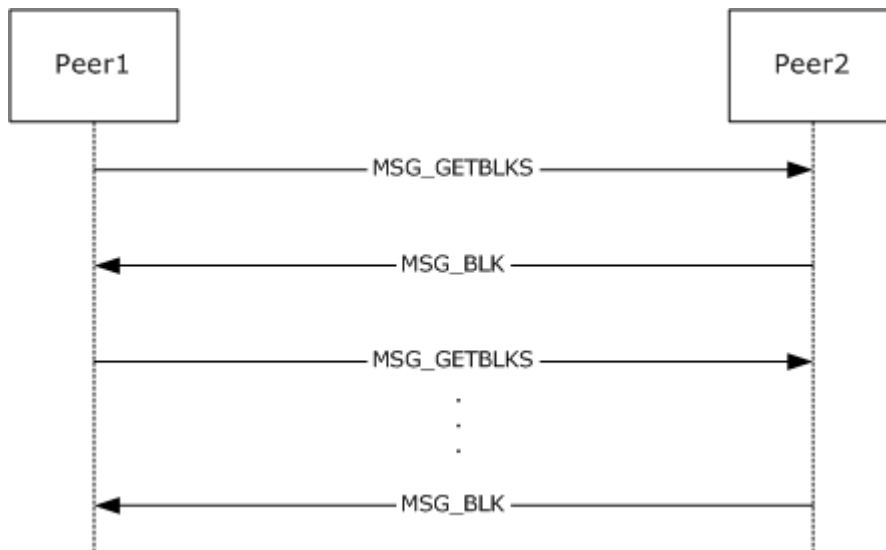 Peer1
Peer2
MSG_GETBLKS
MSG_BLK
MSG_GETBLKS
.
.
.
MSG_BLK